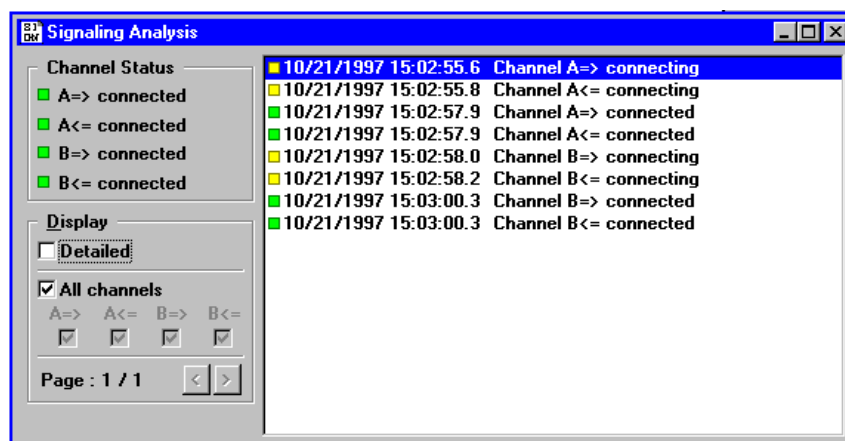 Signaling Analysis
Channel Status
A=> connected
A<= connected
B=> connected
B<= connected
Display
Detailed
All channels
A=> A<= B=> B<=
Page : 1 / 1 < >
10/21/1997 15:02:55.6 Channel A=> connecting
10/21/1997 15:02:55.8 Channel A<= connecting
10/21/1997 15:02:57.9 Channel A=> connected
10/21/1997 15:02:57.9 Channel A<= connected
10/21/1997 15:02:58.0 Channel B=> connecting
10/21/1997 15:02:58.2 Channel B<= connecting
10/21/1997 15:03:00.3 Channel B=> connected
10/21/1997 15:03:00.3 Channel B<= connected